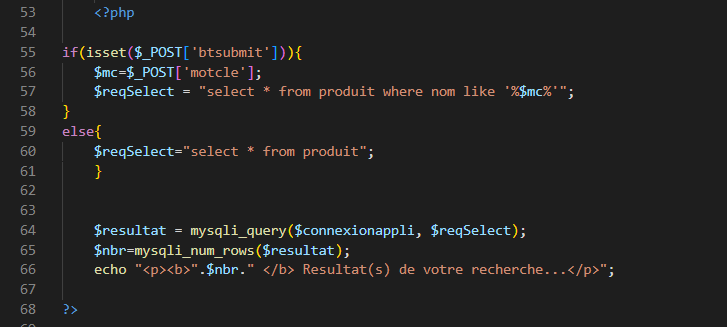 53 <?php
54
55 if(isset($_POST['btsubmit'])){
56 $mc=$_POST['motcle'];
57 $reqSelect = "select * from produit where nom like '%$mc%'";
58 }
59 else{
60 $reqSelect="select * from produit";
61 }
62
63
64 $resultat = mysqli_query($connexionappli, $reqSelect);
65 $nbr=mysqli_num_rows($resultat);
66 echo "<p><b>".$nbr." </b> Resultat(s) de votre recherche...</p>";
67
68 ?>